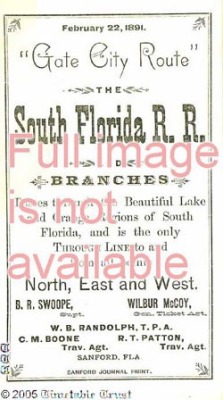 February 22, 1891.
"Gate City Route"
THE
South Florida R. R.
BRANCHES
Beautiful Lake
and Orange Regions of South
Florida, and is the only
THROUGH LINE to and
North, East and West.
B. R. SWOOPE, WILBUR McCOY,
Supt. Gen. Ticket Agt.
W. B. RANDOLPH, T. P. A.
C. M. BOONE R. T. PATTON,
Trav. Agt. Trav. Agt.
SANFORD, FLA
SANFORD JOURNAL PRINT.
Full Image
is not
available
© 2005 Timetable Trust